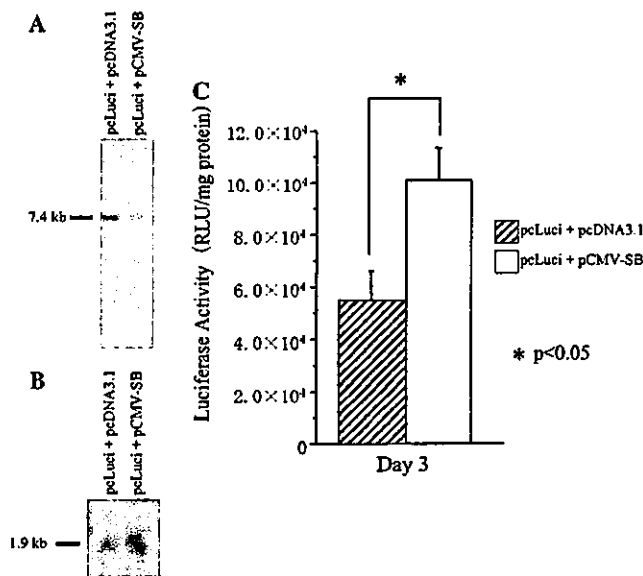 A
pcLuci + pcDNA3.1
pcLuci + pCMV-SB
7.4 kb
B
pcLuci + pcDNA3.1
pcLuci + pCMV-SB
1.9 kb
C
*
Luciferase Activity (RLU/mg protein)
12.0×10⁴
10.0×10⁴
8.0×10⁴
6.0×10⁴
4.0×10⁴
2.0×10⁴
0
Day 3
pcLuci + pcDNA3.1
pcLuci + pCMV-SB
* p<0.05